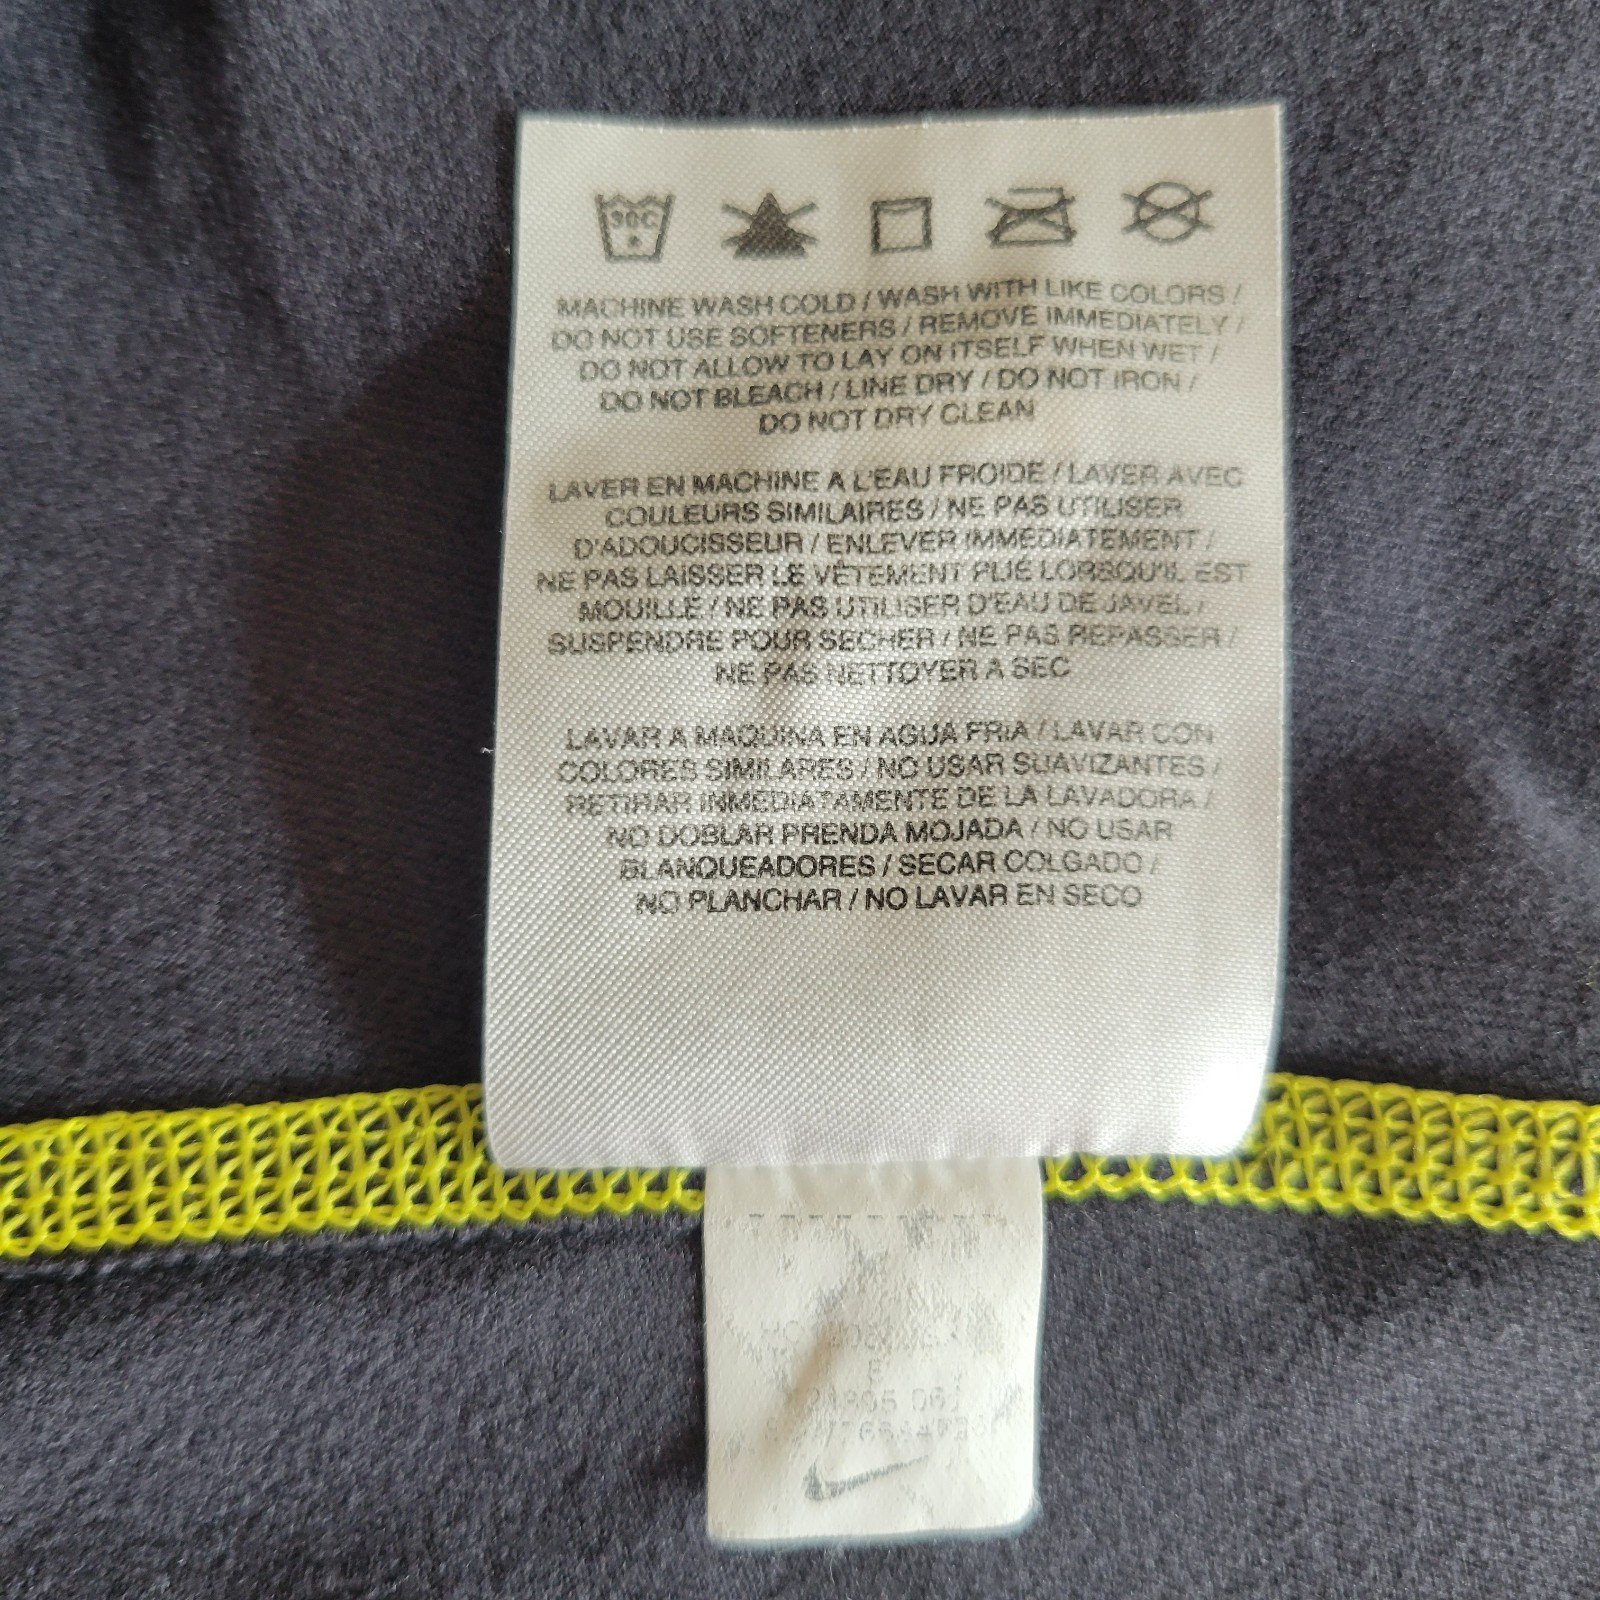 30C
MACHINE WASH COLD / WASH WITH LIKE COLORS /
DO NOT USE SOFTENERS / REMOVE IMMEDIATELY /
DO NOT ALLOW TO LAY ON ITSELF WHEN WET /
DO NOT BLEACH / LINE DRY / DO NOT IRON /
DO NOT DRY CLEAN
LAVER EN MACHINE A L'EAU FROIDE / LAVER AVEC
COULEURS SIMILAIRES / NE PAS UTILISER
D'ADOUCISSEUR / ENLEVER IMMEDIATEMENT /
NE PAS LAISSER LE VÊTEMENT PLIE LORSQU'IL EST
MOUILLE / NE PAS UTILISER D'EAU DE JAVEL /
SUSPENDRE POUR SECHER / NE PAS REPASSER /
NE PAS NETTOYER A SEC
LAVAR A MAQUINA EN AGUA FRIA / LAVAR CON
COLORES SIMILARES / NO USAR SUAVIZANTES /
RETIRAR INMEDIATAMENTE DE LA LAVADORA /
NO DOBLAR PRENDA MOJADA / NO USAR
BLANQUEADORES / SECAR COLGADO /
NO PLANCHAR / NO LAVAR EN SECO